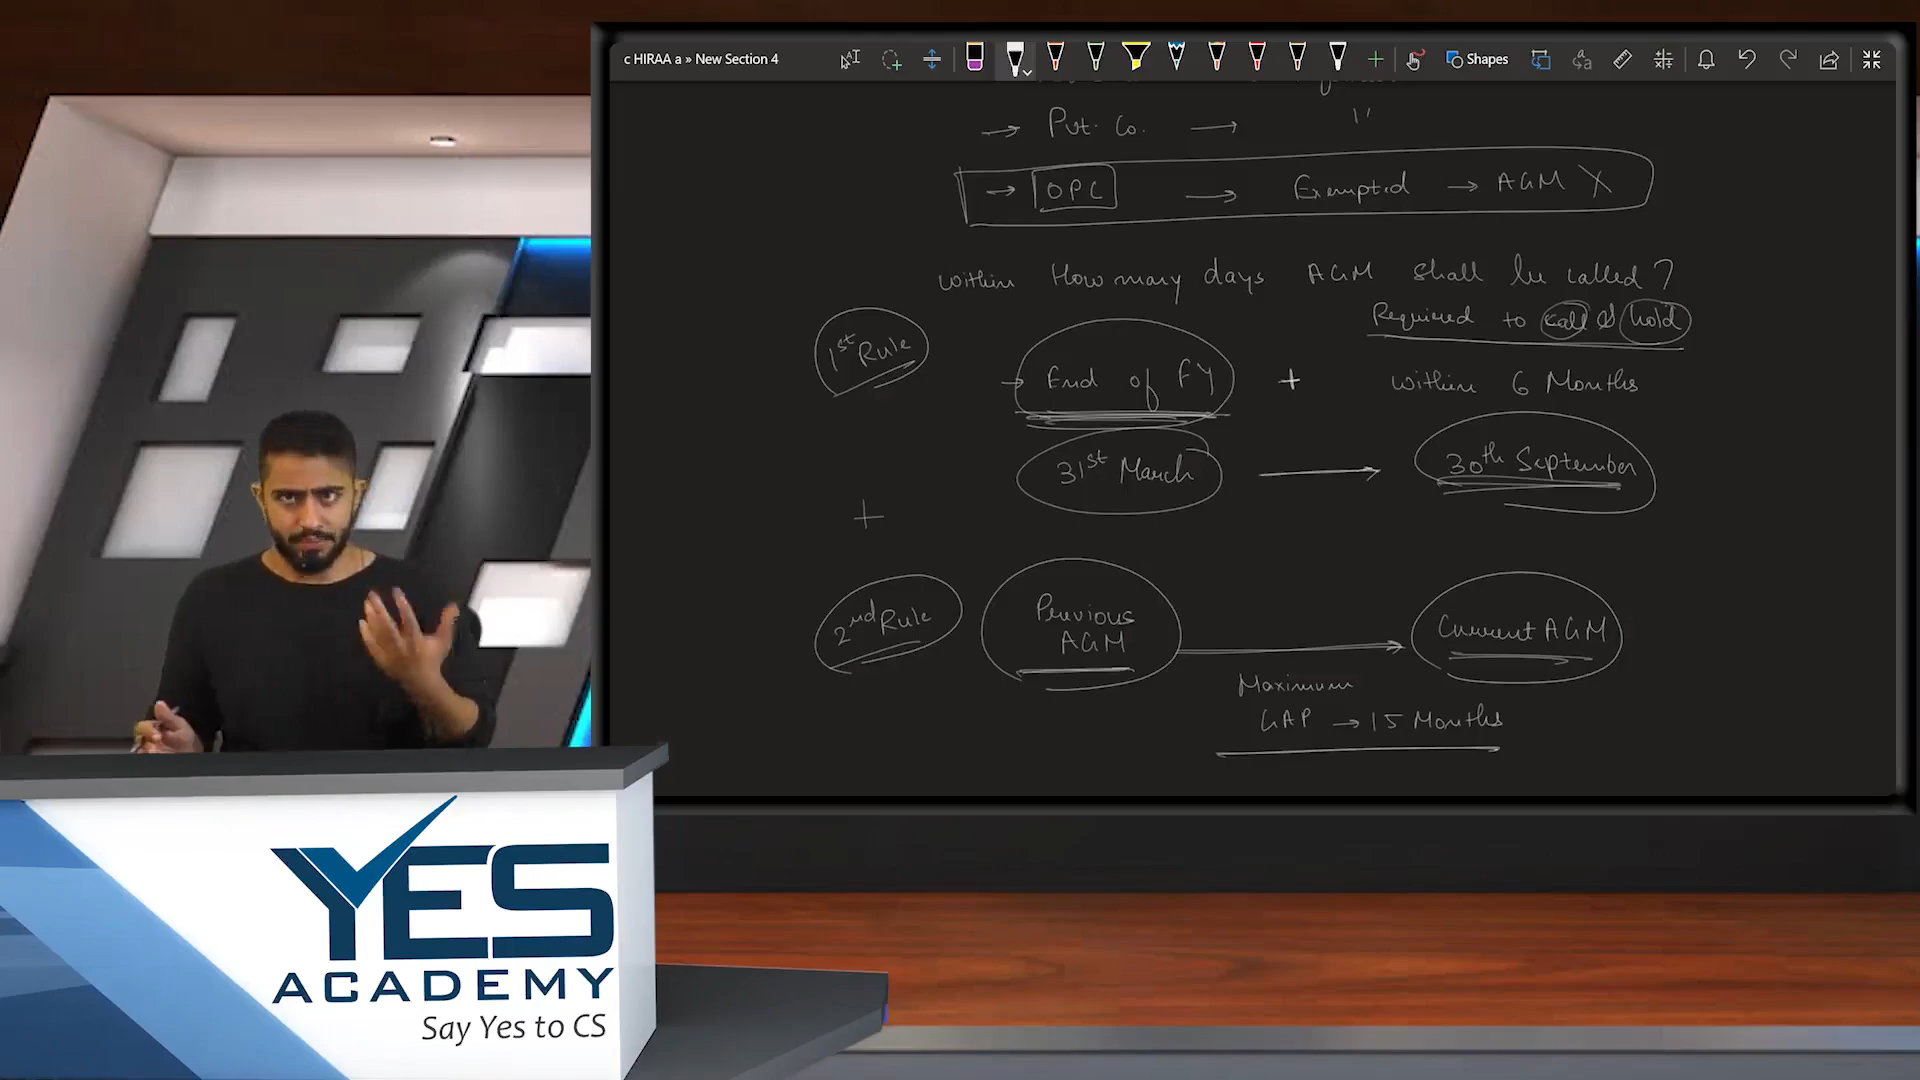 c HIRAA a » New Section 4
Shapes
→ Pvt. Co. → "
→ OPC → Exempted → AGM X
Within How many days AGM shall be called?
Required to call & hold
1st Rule
→ End of FY + Within 6 Months
31st March → 30th September
+
2nd Rule
Previous AGM → Current AGM
Maximum
GAP → 15 Months
YES
ACADEMY
Say Yes to CS